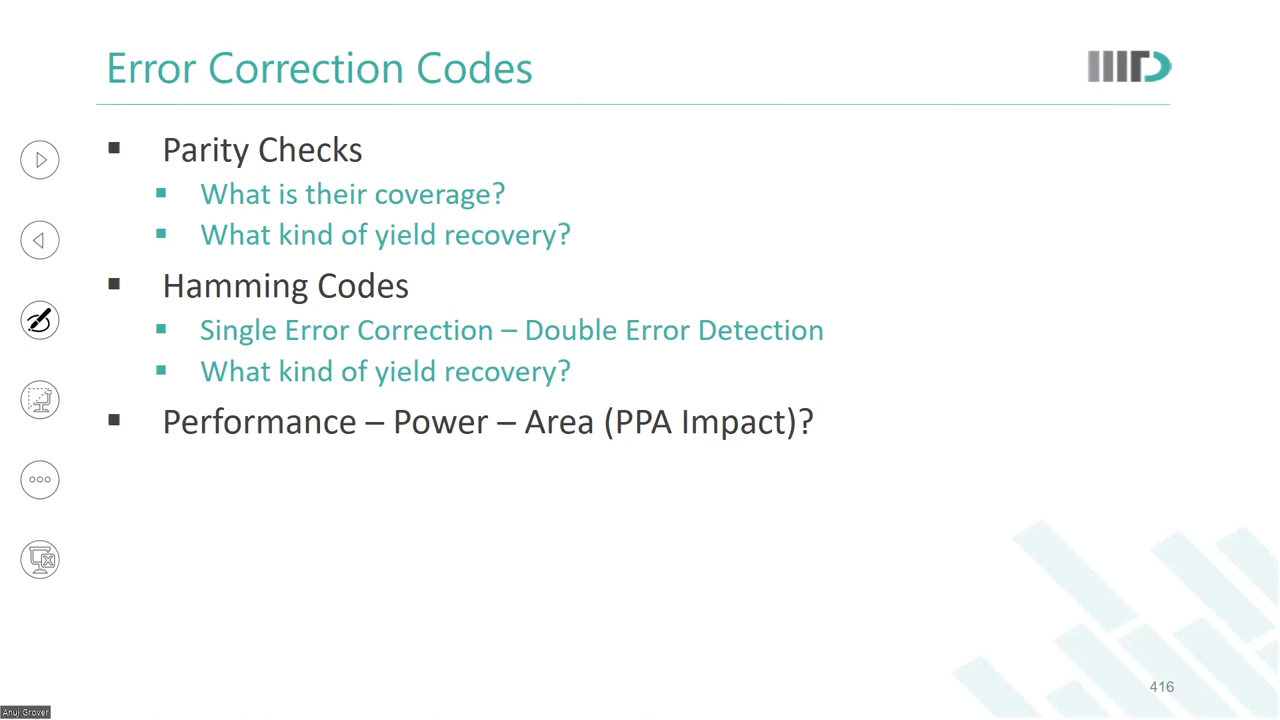 Error Correction Codes
IIITD
Parity Checks
What is their coverage?
What kind of yield recovery?
Hamming Codes
Single Error Correction – Double Error Detection
What kind of yield recovery?
Performance – Power – Area (PPA Impact)?
416
Anuj Grover